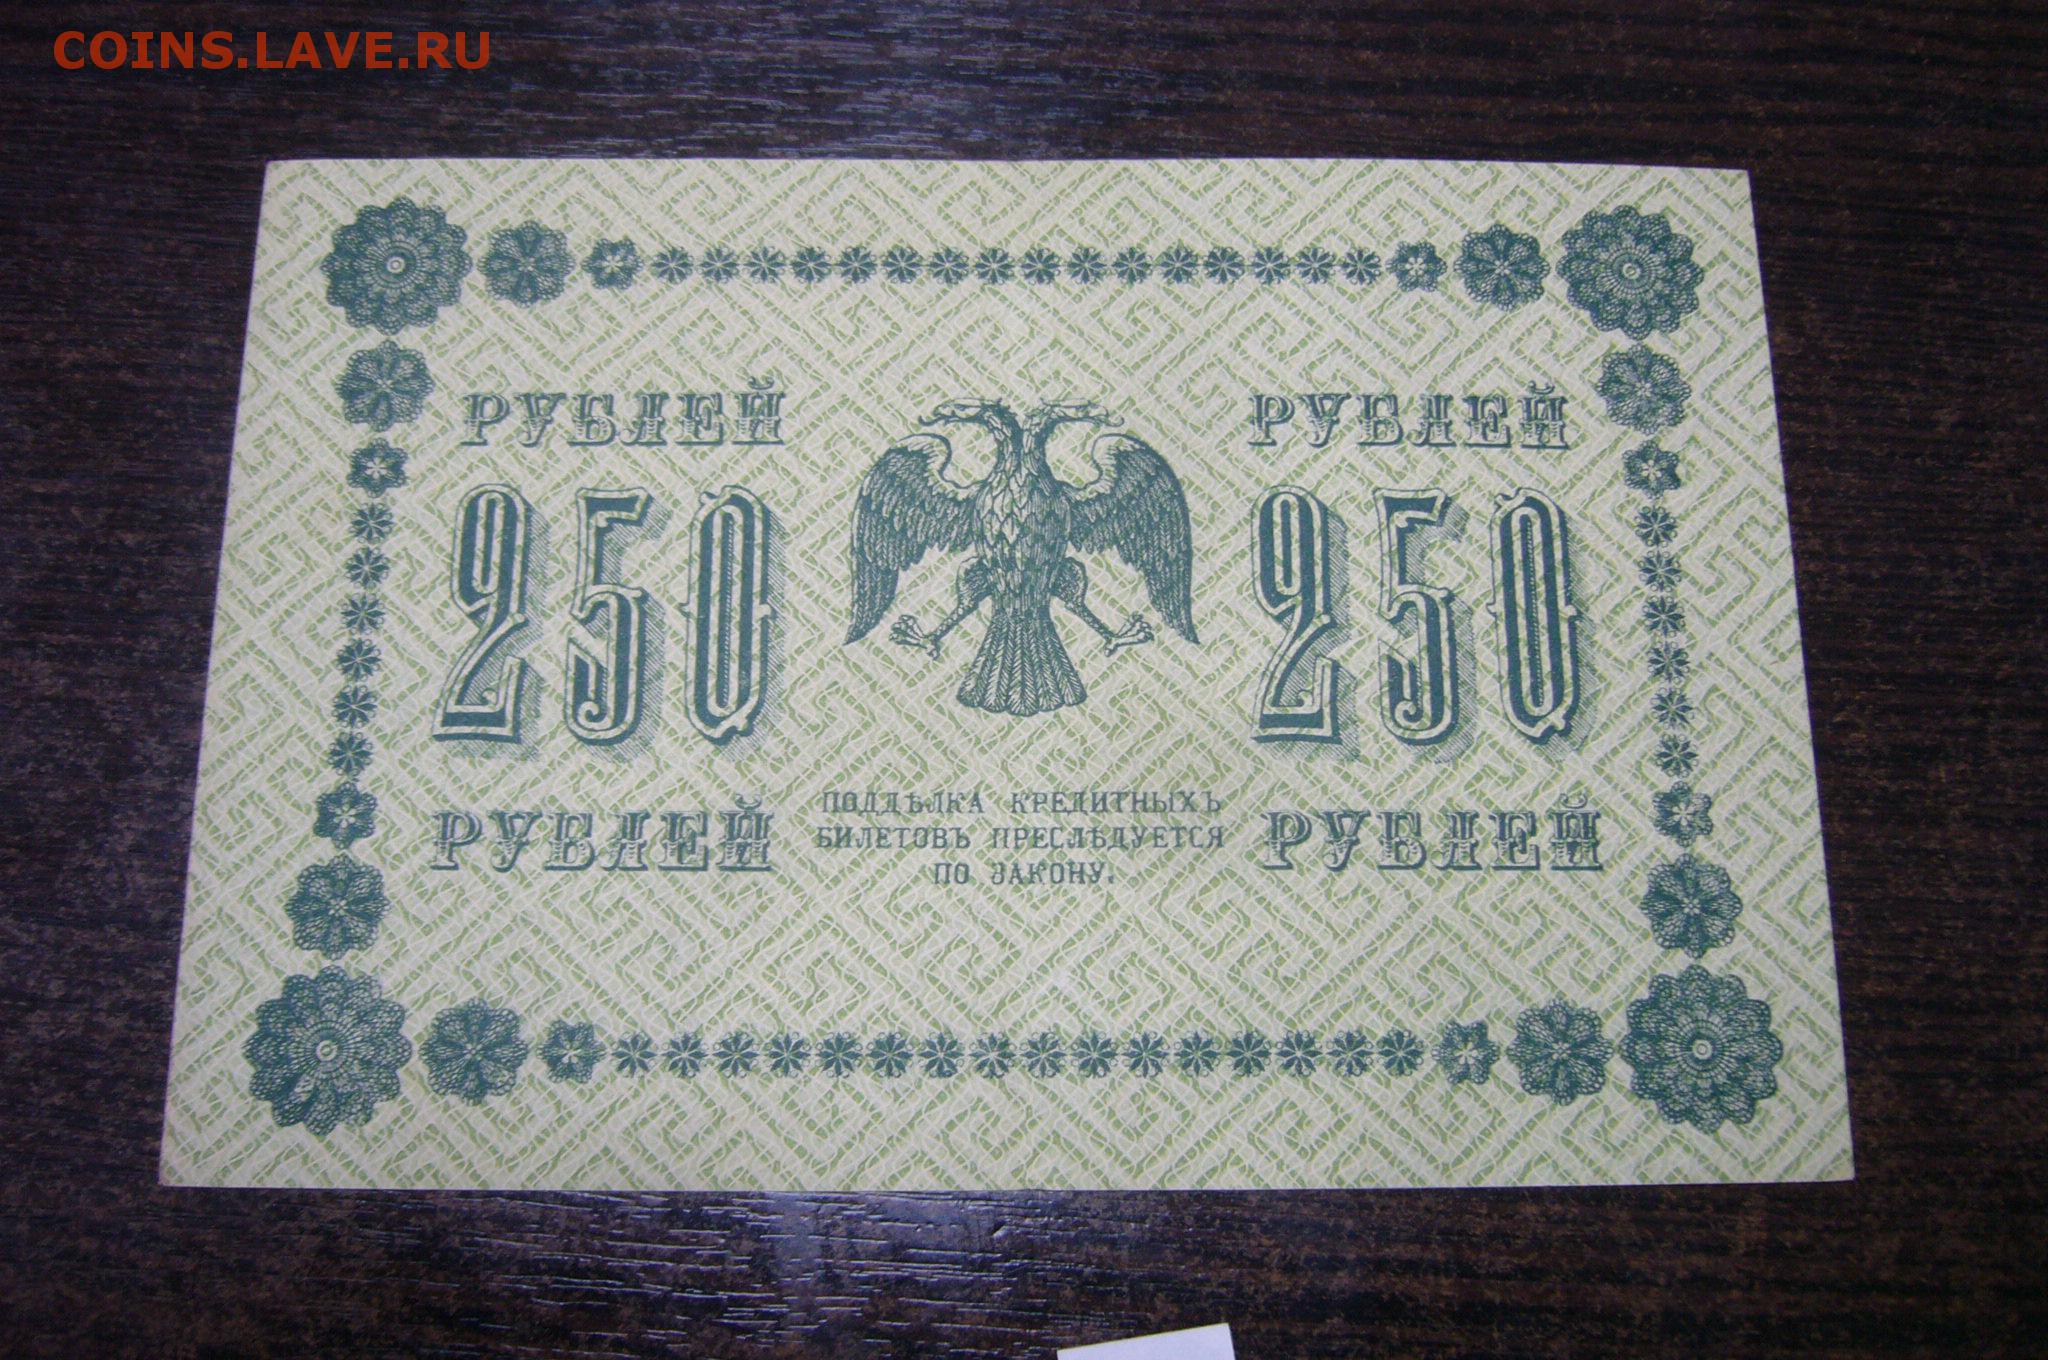 COINS.LAVE.RU
РУБЛЕЙ РУБЛЕЙ
250 250
РУБЛЕЙ РУБЛЕЙ
ПОДДѢЛКА КРЕДИТНЫХЪ
БИЛЕТОВЪ ПРЕСЛѢДУЕТСЯ
ПО ЗАКОНУ.